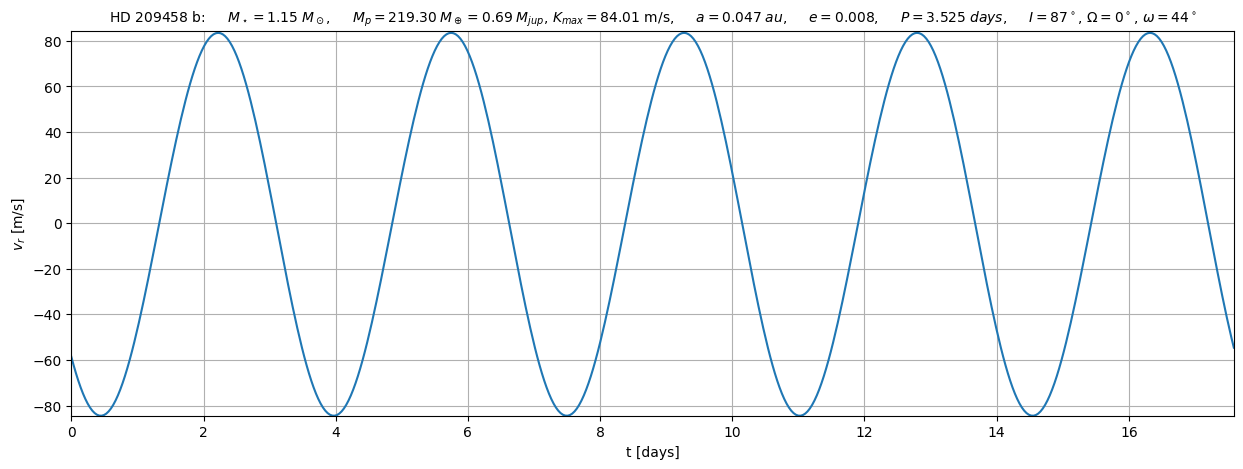 HD 209458 b: M⋆ = 1.15 M⊙, Mp = 219.30 M⊕ = 0.69 Mjup, Kmax = 84.01 m/s, a = 0.047 au, e = 0.008, P = 3.525 days, I = 87°, Ω = 0°, ω = 44°
80
60
40
20
0
−20
−40
−60
−80
vr [m/s]
0 2 4 6 8 10 12 14 16
t [days]